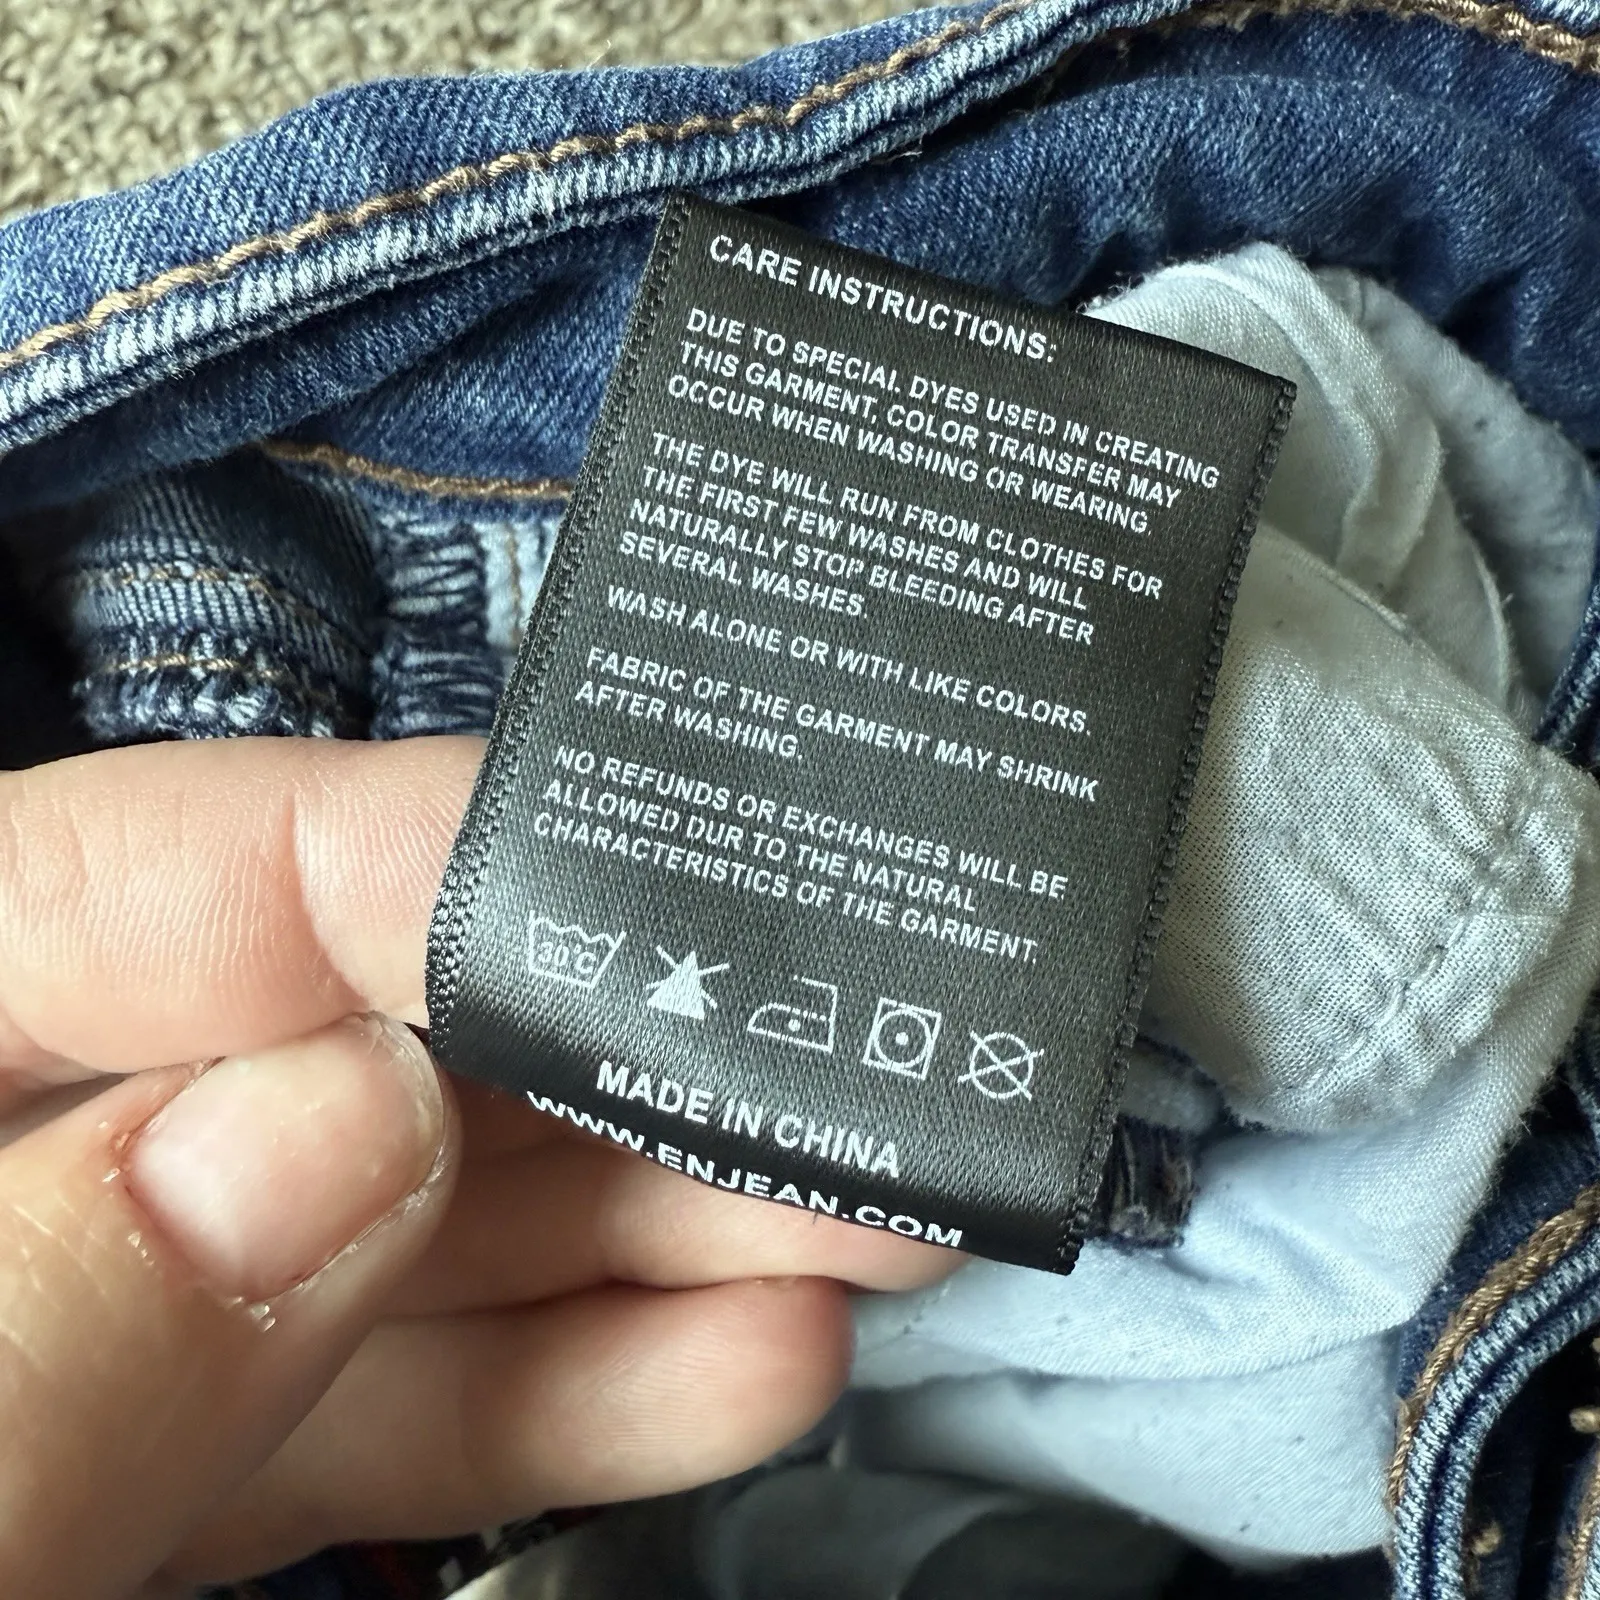 CARE INSTRUCTIONS:
DUE TO SPECIAL DYES USED IN CREATING
THIS GARMENT, COLOR TRANSFER MAY
OCCUR WHEN WASHING OR WEARING.
THE DYE WILL RUN FROM CLOTHES FOR
THE FIRST FEW WASHES AND WILL
NATURALLY STOP BLEEDING AFTER
SEVERAL WASHES.
WASH ALONE OR WITH LIKE COLORS.
FABRIC OF THE GARMENT MAY SHRINK
AFTER WASHING.
NO REFUNDS OR EXCHANGES WILL BE
ALLOWED DUR TO THE NATURAL
CHARACTERISTICS OF THE GARMENT.
30°C
MADE IN CHINA
WWW.ENJEAN.COM